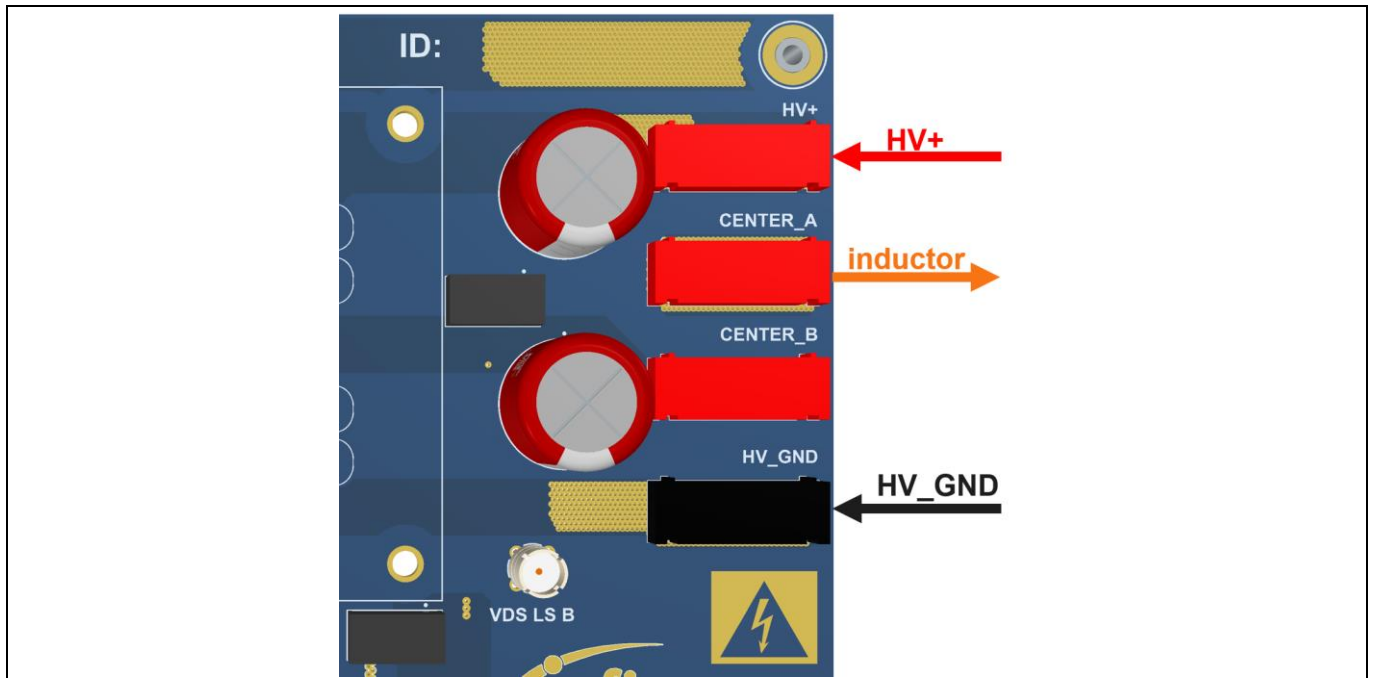 ID:
HV+
HV+
CENTER_A
inductor
CENTER_B
HV_GND
HV_GND
VDS LS B